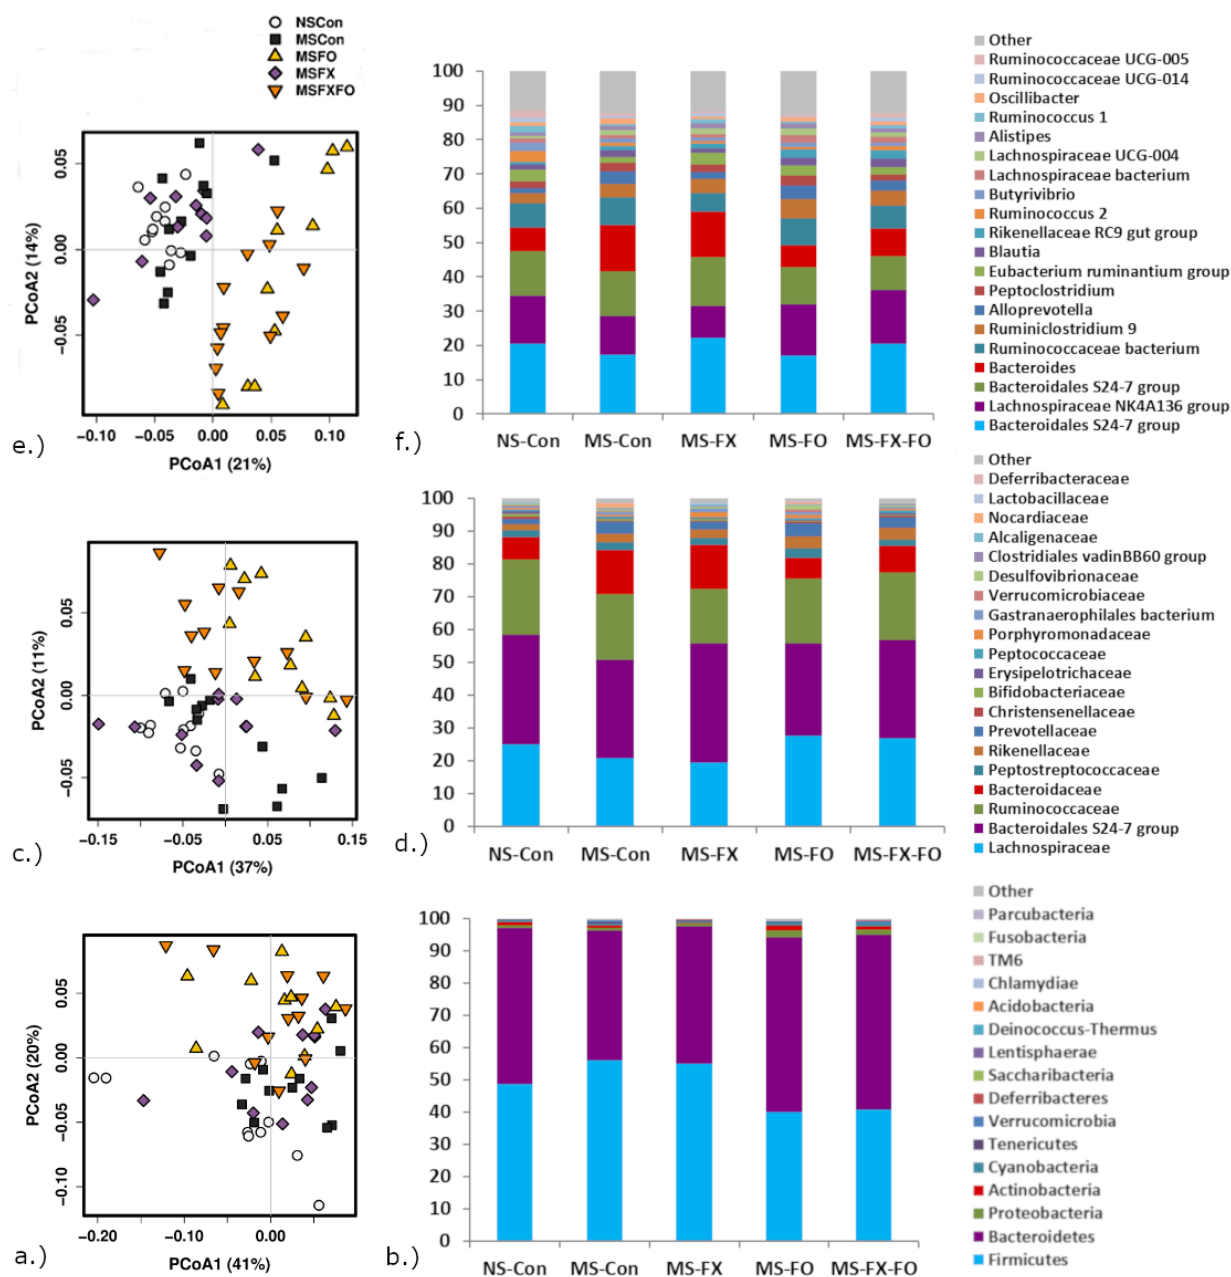 NSCon
MSCon
MSFO
MSFX
MSFXFO
0.05
0.00
−0.05
PCoA2 (14%)
−0.10
−0.05
0.00
0.05
0.10
PCoA1 (21%)
e.)
100
90
80
70
60
50
40
30
20
10
0
NS-Con
MS-Con
MS-FX
MS-FO
MS-FX-FO
f.)
Other
Ruminococcaceae UCG-005
Ruminococcaceae UCG-014
Oscillibacter
Ruminococcus 1
Alistipes
Lachnospiraceae UCG-004
Lachnospiraceae bacterium
Butyrivibrio
Ruminococcus 2
Rikenellaceae RC9 gut group
Blautia
Eubacterium ruminantium group
Peptoclostridium
Alloprevotella
Ruminiclostridium 9
Ruminococcaceae bacterium
Bacteroides
Bacteroidales S24-7 group
Lachnospiraceae NK4A136 group
Bacteroidales S24-7 group
0.05
0.00
−0.05
PCoA2 (11%)
−0.15
−0.05
0.05
0.15
PCoA1 (37%)
c.)
100
90
80
70
60
50
40
30
20
10
0
NS-Con
MS-Con
MS-FX
MS-FO
MS-FX-FO
d.)
Other
Deferribacteraceae
Lactobacillaceae
Nocardiaceae
Alcaligenaceae
Clostridiales vadinBB60 group
Desulfovibrionaceae
Verrucomicrobiaceae
Gastranaerophilales bacterium
Porphyromonadaceae
Peptococcaceae
Erysipelotrichaceae
Bifidobacteriaceae
Christensenellaceae
Prevotellaceae
Rikenellaceae
Peptostreptococcaceae
Bacteroidaceae
Ruminococcaceae
Bacteroidales S24-7 group
Lachnospiraceae
0.05
0.00
−0.05
−0.10
PCoA2 (20%)
−0.20
−0.10
0.00
PCoA1 (41%)
a.)
100
90
80
70
60
50
40
30
20
10
0
NS-Con
MS-Con
MS-FX
MS-FO
MS-FX-FO
b.)
Other
Parcubacteria
Fusobacteria
TM6
Chlamydiae
Acidobacteria
Deinococcus-Thermus
Lentisphaerae
Saccharibacteria
Deferribacteres
Verrucomicrobia
Tenericutes
Cyanobacteria
Actinobacteria
Proteobacteria
Bacteroidetes
Firmicutes